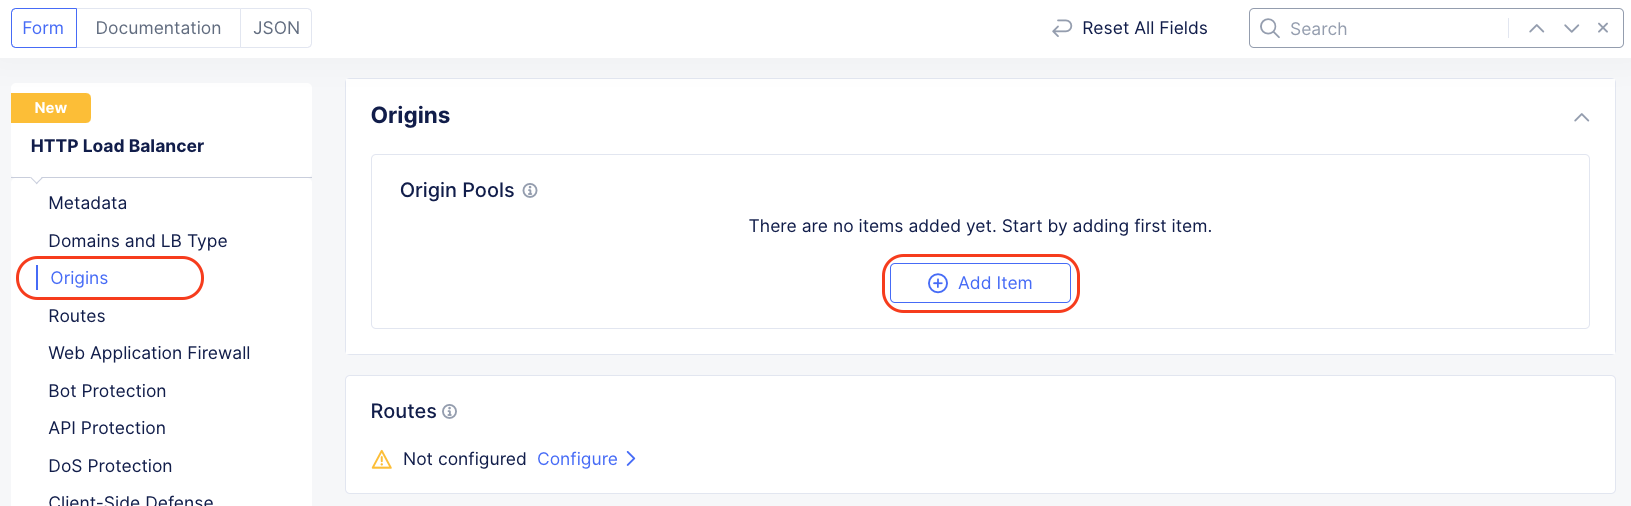 Form Documentation JSON Reset All Fields Search
New
HTTP Load Balancer
Metadata
Domains and LB Type
Origins
Routes
Web Application Firewall
Bot Protection
API Protection
DoS Protection
Client-Side Defense
Origins
Origin Pools
There are no items added yet. Start by adding first item.
Add Item
Routes
Not configured Configure